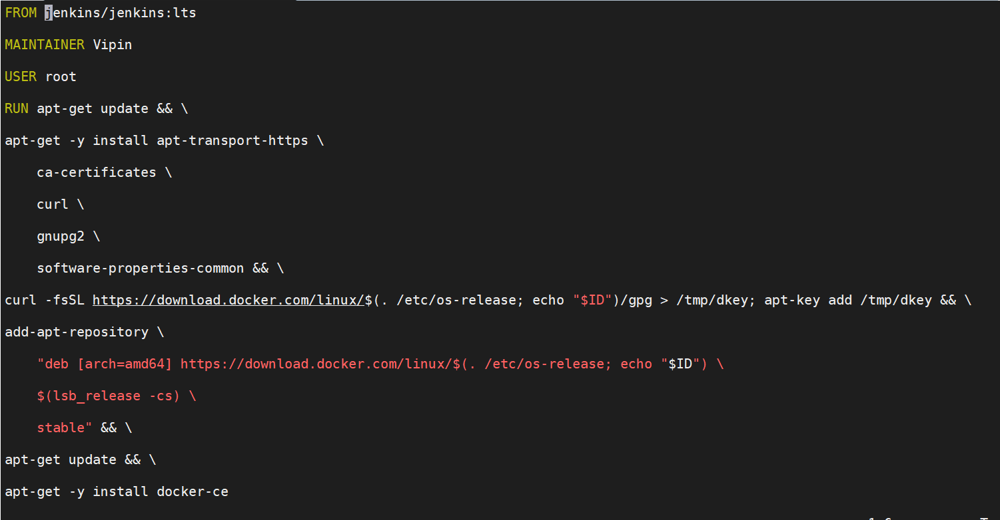 FROM jenkins/jenkins:lts
MAINTAINER Vipin
USER root
RUN apt-get update && \
apt-get -y install apt-transport-https \
    ca-certificates \
    curl \
    gnupg2 \
    software-properties-common && \
curl -fsSL https://download.docker.com/linux/$(. /etc/os-release; echo "$ID")/gpg > /tmp/dkey; apt-key add /tmp/dkey && \
add-apt-repository \
    "deb [arch=amd64] https://download.docker.com/linux/$(. /etc/os-release; echo "$ID") \
    $(lsb_release -cs) \
    stable" && \
apt-get update && \
apt-get -y install docker-ce